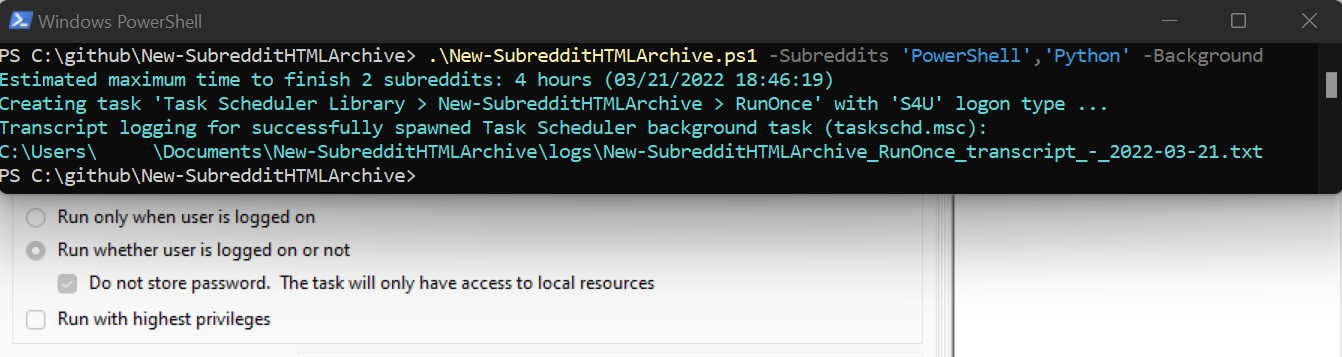 Windows PowerShell
PS C:\github\New-SubredditHTMLArchive> .\New-SubredditHTMLArchive.ps1 -Subreddits 'PowerShell','Python' -Background
Estimated maximum time to finish 2 subreddits: 4 hours (03/21/2022 18:46:19)
Creating task 'Task Scheduler Library > New-SubredditHTMLArchive > RunOnce' with 'S4U' logon type ...
Transcript logging for successfully spawned Task Scheduler background task (taskschd.msc):
C:\Users\     \Documents\New-SubredditHTMLArchive\logs\New-SubredditHTMLArchive_RunOnce_transcript_-_2022-03-21.txt
PS C:\github\New-SubredditHTMLArchive>
Run only when user is logged on
Run whether user is logged on or not
Do not store password.  The task will only have access to local resources
Run with highest privileges